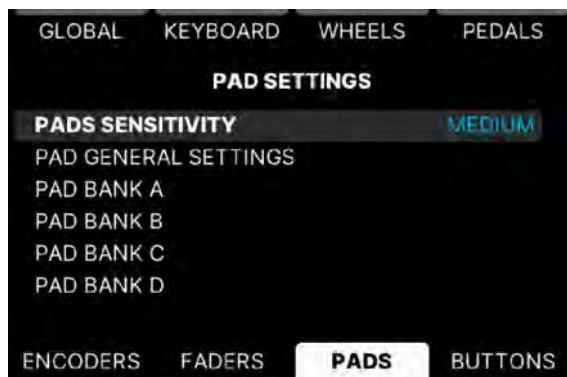 GLOBAL KEYBOARD WHEELS PEDALS
PAD SETTINGS
PADS SENSITIVITY MEDIUM
PAD GENERAL SETTINGS
PAD BANK A
PAD BANK B
PAD BANK C
PAD BANK D
ENCODERS FADERS PADS BUTTONS